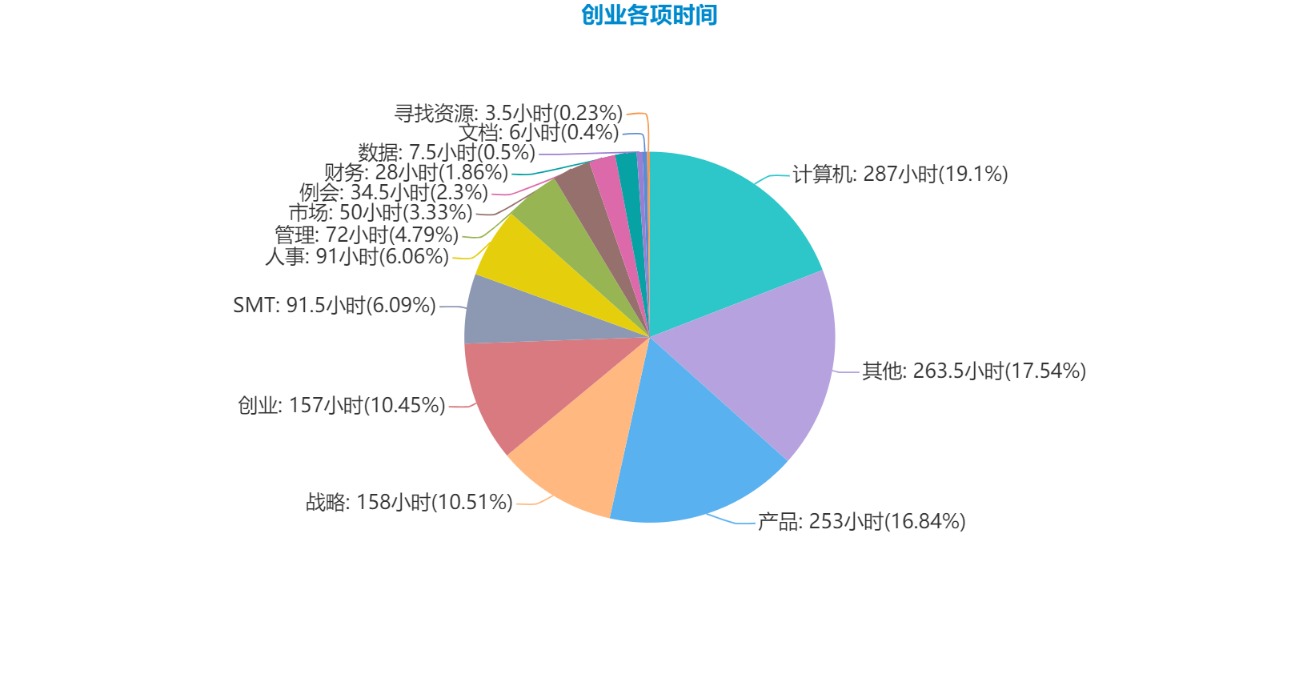 创业各项时间
寻找资源: 3.5小时(0.23%)
文档: 6小时(0.4%)
数据: 7.5小时(0.5%)
财务: 28小时(1.86%)
例会: 34.5小时(2.3%)
市场: 50小时(3.33%)
管理: 72小时(4.79%)
人事: 91小时(6.06%)
SMT: 91.5小时(6.09%)
创业: 157小时(10.45%)
战略: 158小时(10.51%)
计算机: 287小时(19.1%)
其他: 263.5小时(17.54%)
产品: 253小时(16.84%)